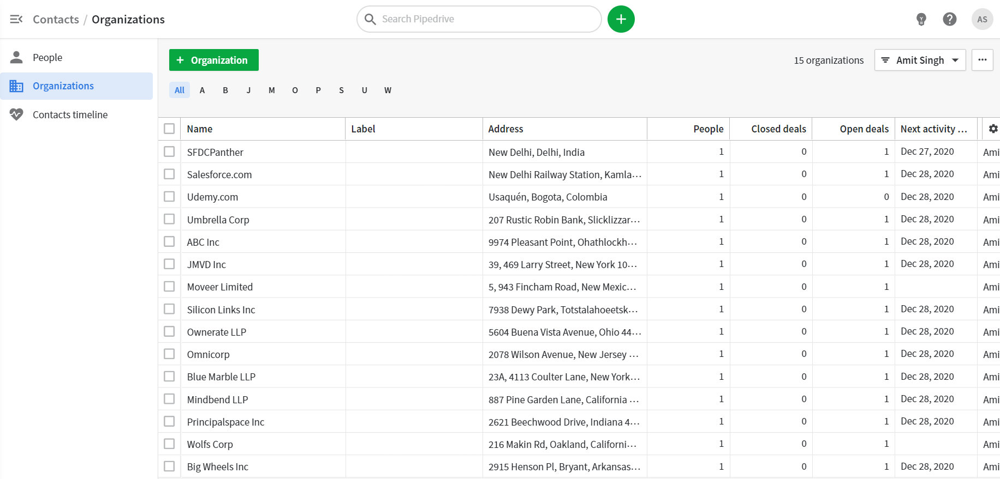 Contacts / Organizations
Search Pipedrive
AS
People
Organizations
Contacts timeline
+ Organization
15 organizations
Amit Singh
All A B J M O P S U W
Name Label Address People Closed deals Open deals Next activity ...
SFDCPanther New Delhi, Delhi, India 1 0 1 Dec 27, 2020 Ami
Salesforce.com New Delhi Railway Station, Kamla... 1 0 1 Dec 28, 2020 Ami
Udemy.com Usaquén, Bogota, Colombia 1 0 0 Dec 28, 2020 Ami
Umbrella Corp 207 Rustic Robin Bank, Slicklizzar... 1 0 1 Dec 28, 2020 Ami
ABC Inc 9974 Pleasant Point, Ohathlockh... 1 0 1 Dec 28, 2020 Ami
JMVD Inc 39, 469 Larry Street, New York 10... 1 0 1 Dec 28, 2020 Ami
Moveer Limited 5, 943 Fincham Road, New Mexic... 1 0 1 Ami
Silicon Links Inc 7938 Dewy Park, Totstalahoeetsk... 1 0 1 Dec 28, 2020 Ami
Ownerate LLP 5604 Buena Vista Avenue, Ohio 44... 1 0 1 Dec 28, 2020 Ami
Omnicorp 2078 Wilson Avenue, New Jersey ... 1 0 1 Dec 28, 2020 Ami
Blue Marble LLP 23A, 4113 Coulter Lane, New York... 1 0 1 Dec 28, 2020 Ami
Mindbend LLP 887 Pine Garden Lane, California ... 1 0 1 Dec 28, 2020 Ami
Principalspace Inc 2621 Beechwood Drive, Indiana 4... 1 0 1 Dec 28, 2020 Ami
Wolfs Corp 216 Makin Rd, Oakland, Californi... 1 0 1 Ami
Big Wheels Inc 2915 Henson Pl, Bryant, Arkansas... 1 0 1 Dec 28, 2020 Ami